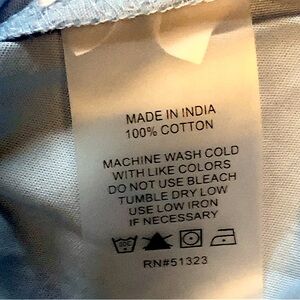 MADE IN INDIA
100% COTTON
MACHINE WASH COLD
WITH LIKE COLORS
DO NOT USE BLEACH
TUMBLE DRY LOW
USE LOW IRON
IF NECESSARY
RN#51323